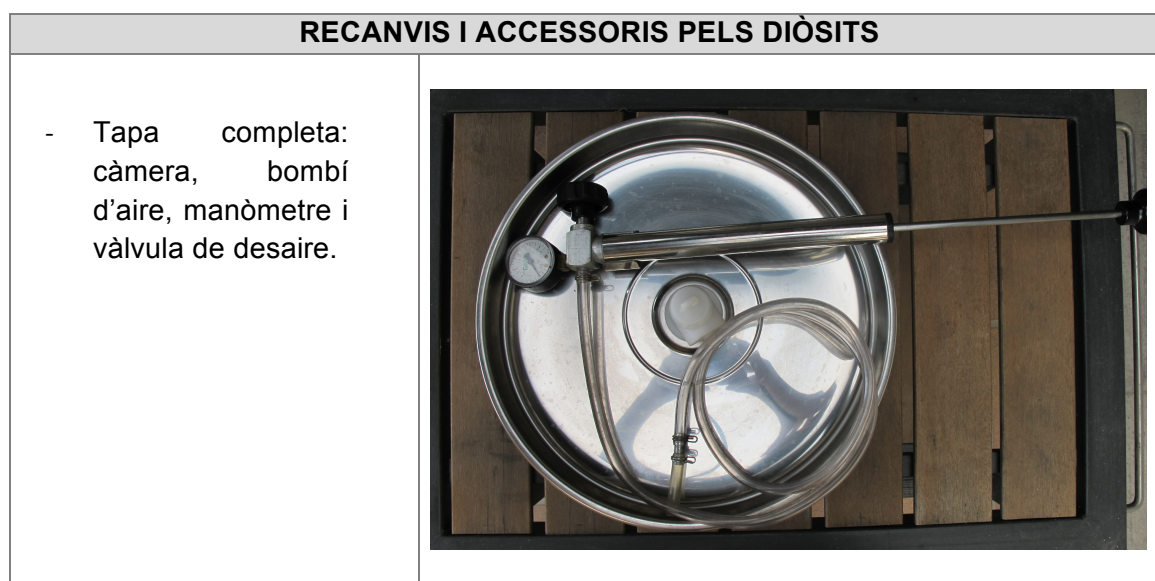 RECANVIS I ACCESSORIS PELS DIÒSITS
- Tapa completa:
càmera, bombí
d’aire, manòmetre i
vàlvula de desaire.